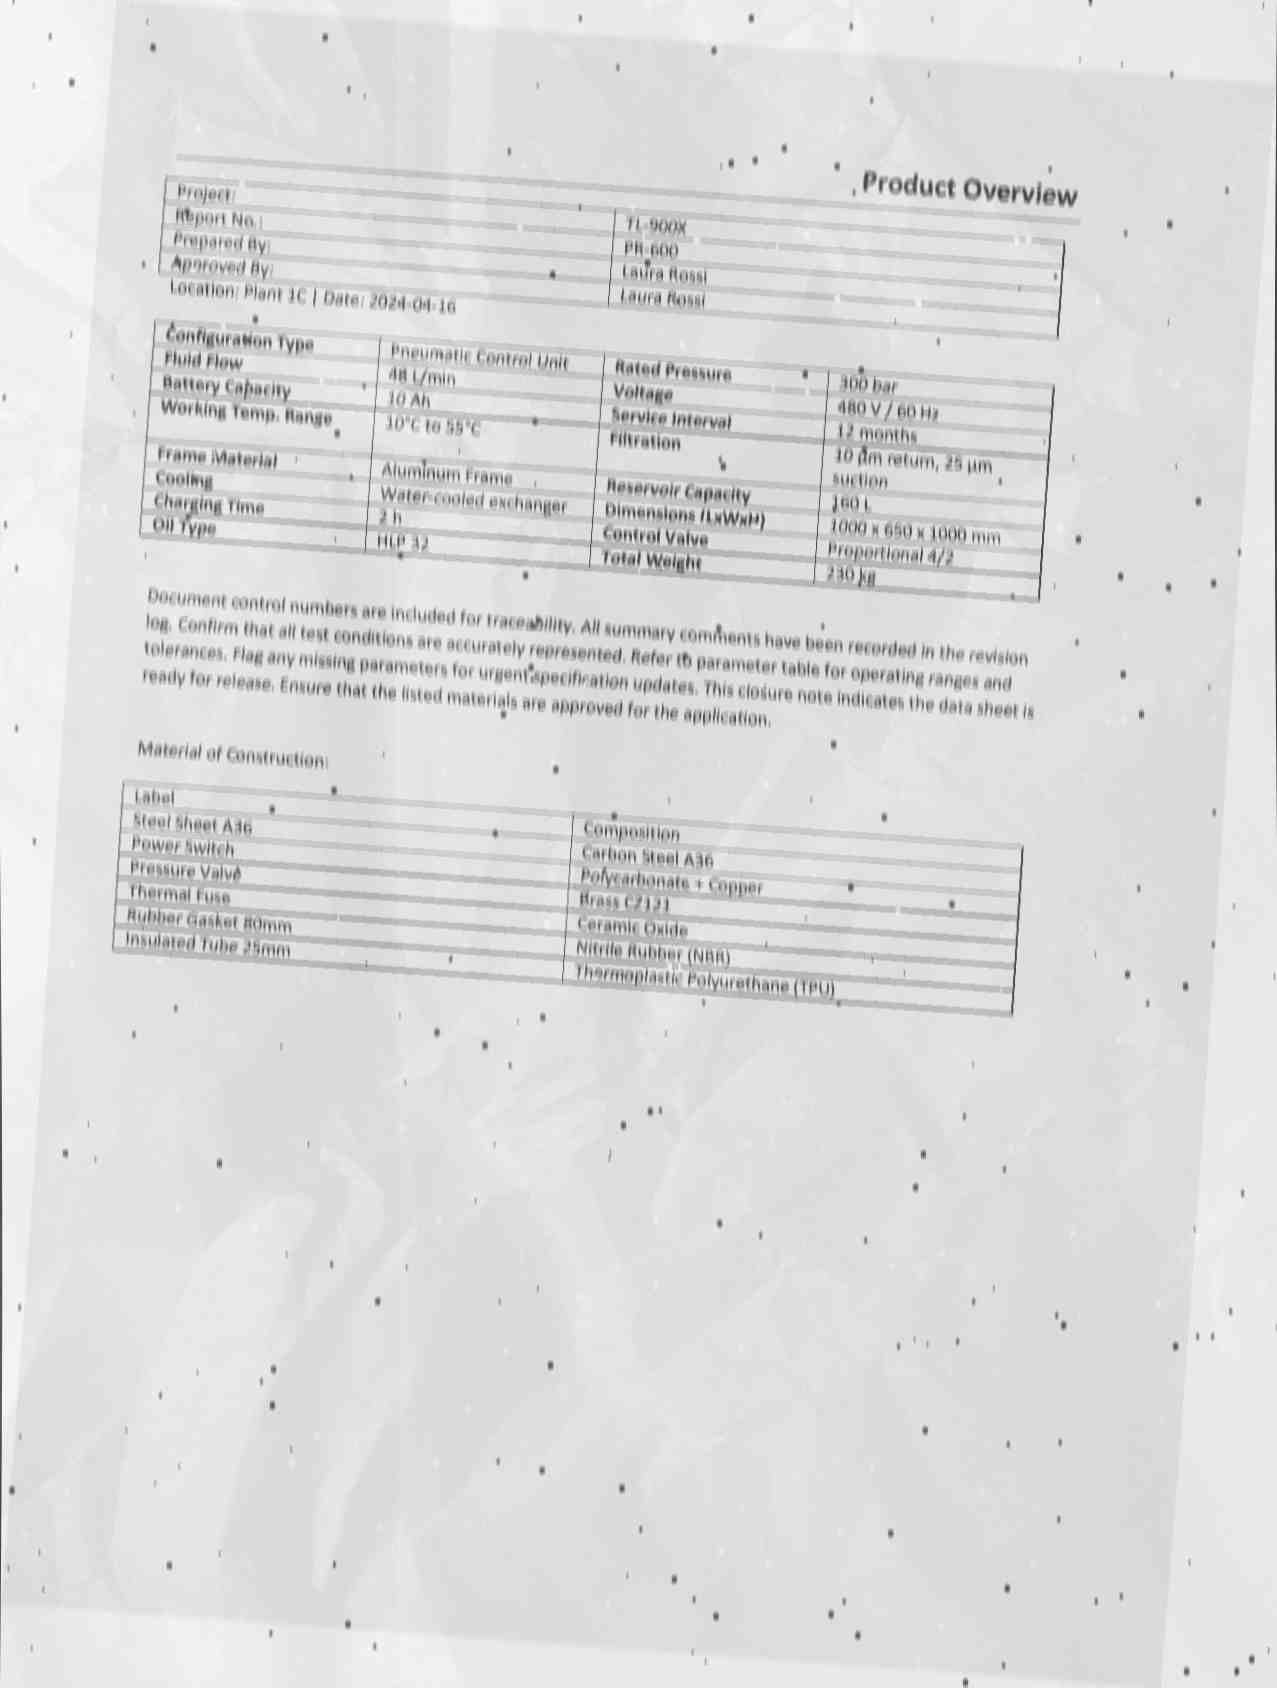 Product Overview
Project: TL-900X
Report No.: PR-600
Prepared By: Laura Rossi
Approved By: Laura Rossi
Location: Plant 1C | Date: 2024-04-16
Configuration Type Pneumatic Control Unit Rated Pressure 300 bar
Fluid Flow 48 L/min Voltage 480 V / 60 Hz
Battery Capacity 10 Ah Service Interval 12 months
Working Temp. Range 10°C to 55°C Filtration 10 µm return, 25 µm
suction
Frame Material Aluminum Frame Reservoir Capacity 160 L
Cooling Water-cooled exchanger Dimensions (LxWxH) 1000 x 650 x 1000 mm
Charging Time 2 h Control Valve Proportional 4/2
Oil Type HLP 32 Total Weight 230 kg
Document control numbers are included for traceability. All summary comments have been recorded in the revision
log. Confirm that all test conditions are accurately represented. Refer to parameter table for operating ranges and
tolerances. Flag any missing parameters for urgent specification updates. This closure note indicates the data sheet is
ready for release. Ensure that the listed materials are approved for the application.
Material of Construction:
Label Composition
Steel Sheet A36 Carbon Steel A36
Power Switch Polycarbonate + Copper
Pressure Valve Brass CZ121
Thermal Fuse Ceramic Oxide
Rubber Gasket 80mm Nitrile Rubber (NBR)
Insulated Tube 25mm Thermoplastic Polyurethane (TPU)